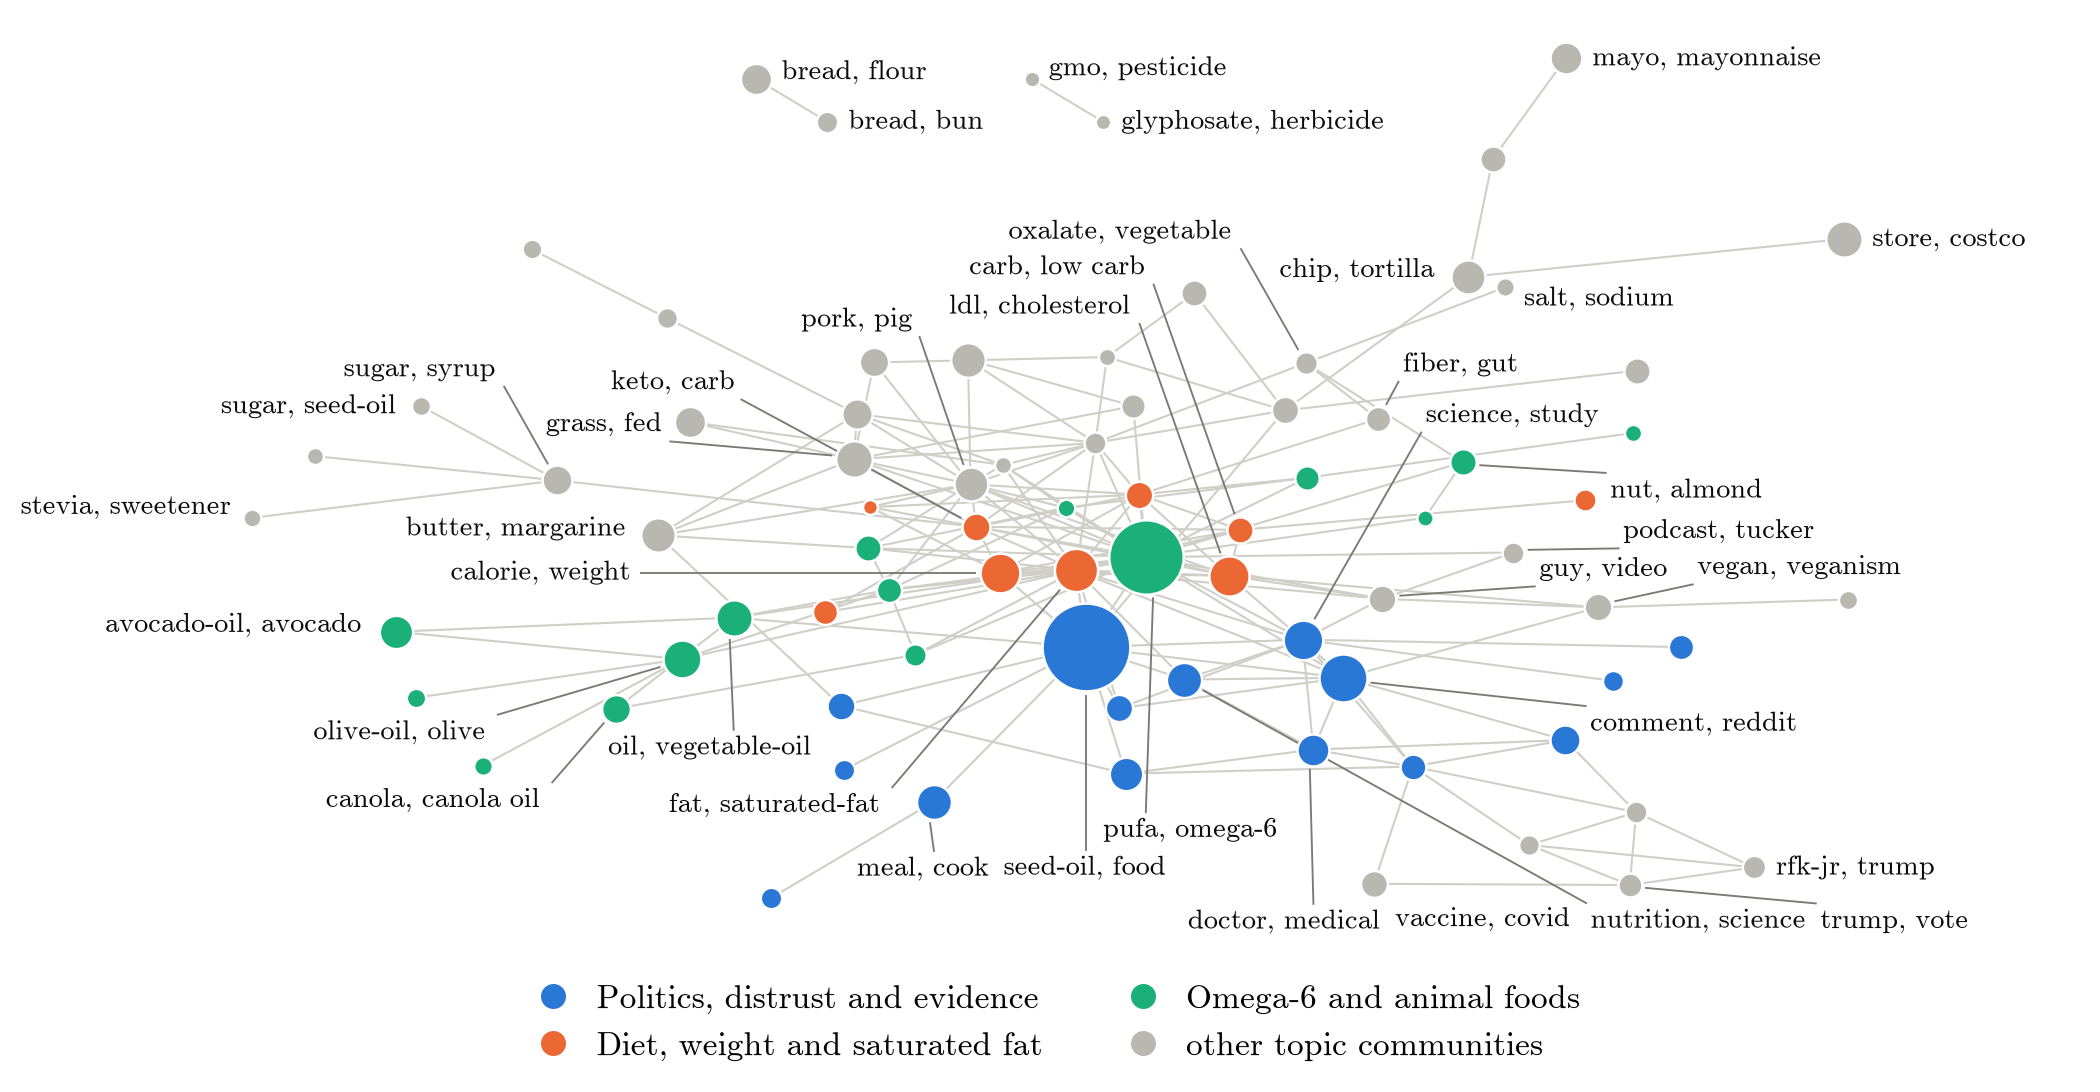 bread, flour
gmo, pesticide
mayo, mayonnaise
bread, bun
glyphosate, herbicide
oxalate, vegetable
store, costco
carb, low carb
chip, tortilla
ldl, cholesterol
salt, sodium
pork, pig
sugar, syrup
keto, carb
fiber, gut
sugar, seed-oil
grass, fed
science, study
nut, almond
stevia, sweetener
butter, margarine
podcast, tucker
calorie, weight
guy, video
vegan, veganism
avocado-oil, avocado
comment, reddit
olive-oil, olive
oil, vegetable-oil
canola, canola oil
fat, saturated-fat
pufa, omega-6
meal, cook
seed-oil, food
rfk-jr, trump
doctor, medical
vaccine, covid
nutrition, science
trump, vote
Politics, distrust and evidence
Omega-6 and animal foods
Diet, weight and saturated fat
other topic communities